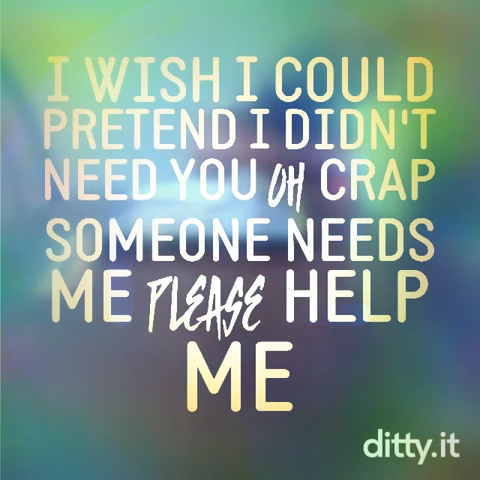 I WISH I COULD
PRETEND I DIDN'T
NEED YOU OH CRAP
SOMEONE NEEDS
ME PLEASE HELP
ME
ditty.it